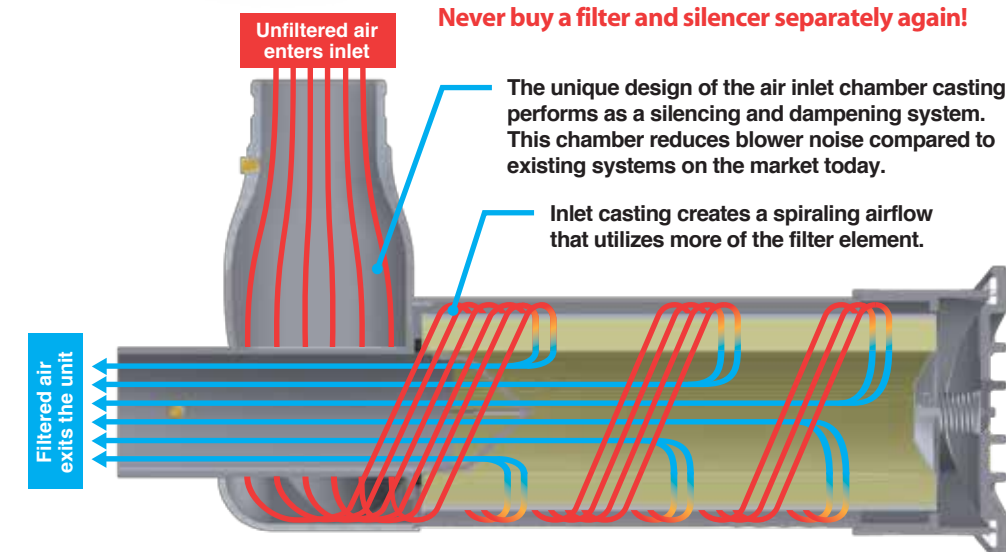 Never buy a filter and silencer separately again!
Unfiltered air
enters inlet
The unique design of the air inlet chamber casting
performs as a silencing and dampening system.
This chamber reduces blower noise compared to
existing systems on the market today.
Inlet casting creates a spiraling airflow
that utilizes more of the filter element.
Filtered air
exits the unit